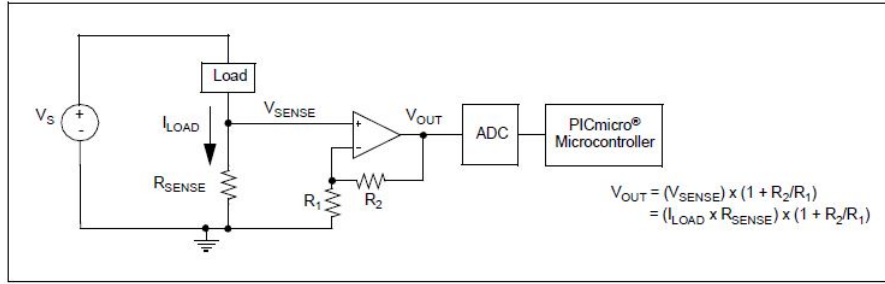 Load
V_S
+
-
I_LOAD
V_SENSE
+
-
V_OUT
ADC
PICmicro®
Microcontroller
R_SENSE
R_1
R_2
V_OUT = (V_SENSE) x (1 + R_2/R_1)
= (I_LOAD x R_SENSE) x (1 + R_2/R_1)